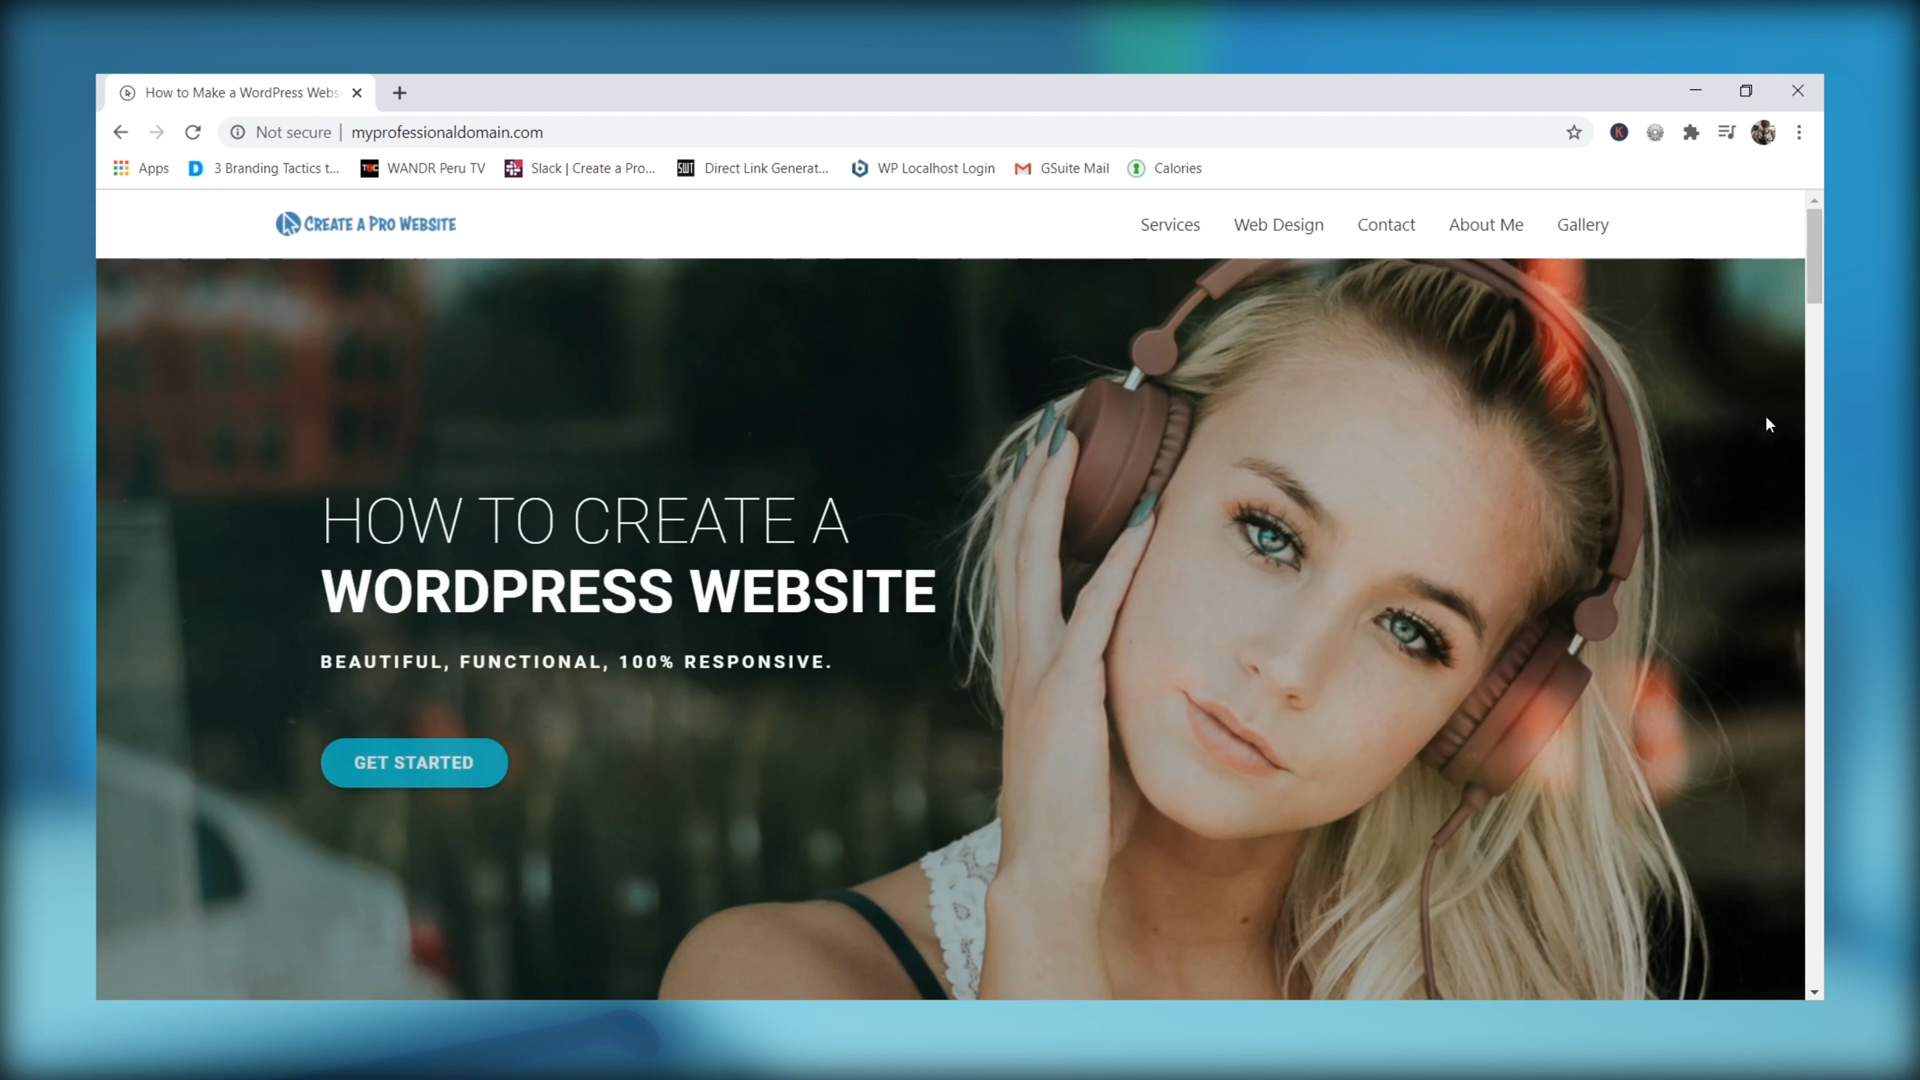 How to Make a WordPress Webs
Not secure | myprofessionaldomain.com
Apps
3 Branding Tactics t...
TEC
WANDR Peru TV
Slack | Create a Pro...
SWT
Direct Link Generat...
WP Localhost Login
GSuite Mail
Calories
CREATE A PRO WEBSITE
Services
Web Design
Contact
About Me
Gallery
HOW TO CREATE A
WORDPRESS WEBSITE
BEAUTIFUL, FUNCTIONAL, 100% RESPONSIVE.
GET STARTED